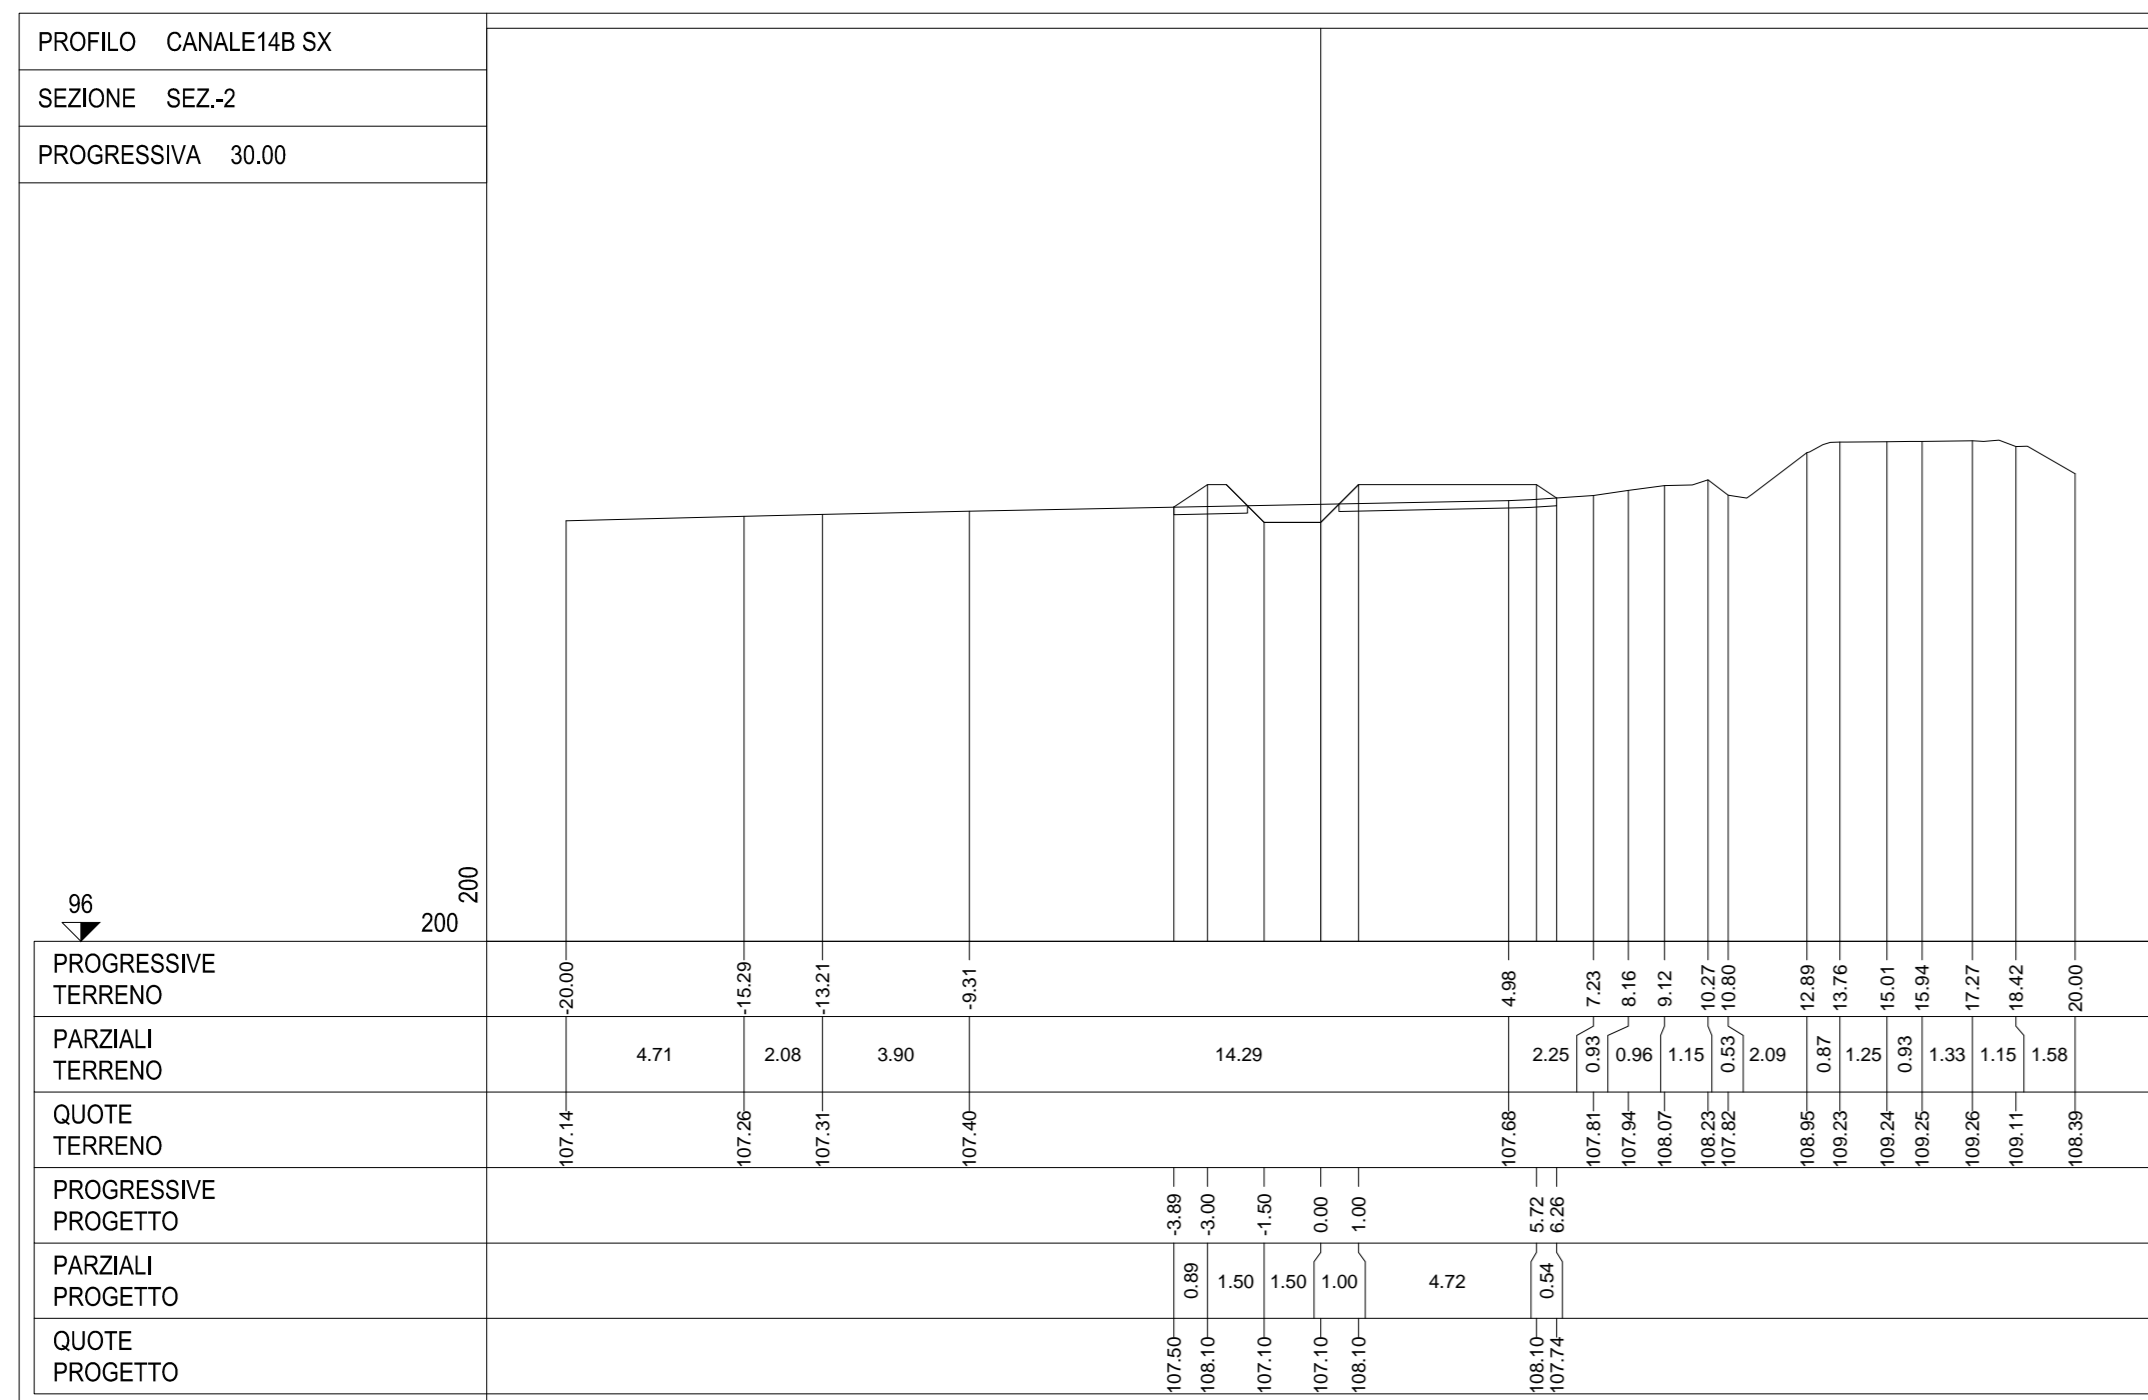 PROFILO CANALE14B SX
SEZIONE SEZ.-2
PROGRESSIVA 30.00
96
200
200
PROGRESSIVE
TERRENO
-20.00 -15.29 -13.21 -9.31 4.98 7.23 8.16 9.12 10.27 10.80 12.89 13.76 15.01 15.94 17.27 18.42 20.00
PARZIALI
TERRENO
4.71 2.08 3.90 14.29 2.25 0.93 0.96 1.15 0.53 2.09 0.87 1.25 0.93 1.33 1.15 1.58
QUOTE
TERRENO
107.14 107.26 107.31 107.40 107.68 107.81 107.94 108.07 108.23 107.82 108.95 109.23 109.24 109.25 109.26 109.11 108.39
PROGRESSIVE
PROGETTO
-3.89 -3.00 -1.50 0.00 1.00 5.72 6.26
PARZIALI
PROGETTO
0.89 1.50 1.50 1.00 4.72 0.54
QUOTE
PROGETTO
107.50 108.10 107.10 107.10 108.10 108.10 107.74